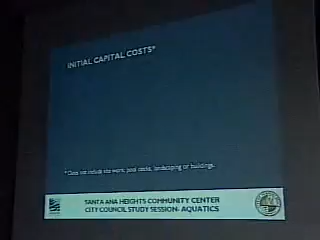 INITIAL CAPITAL COSTS*
* Does not include site work, pool decks, landscaping or buildings.
SANTA ANA HEIGHTS COMMUNITY CENTER
CITY COUNCIL STUDY SESSION: AQUATICS